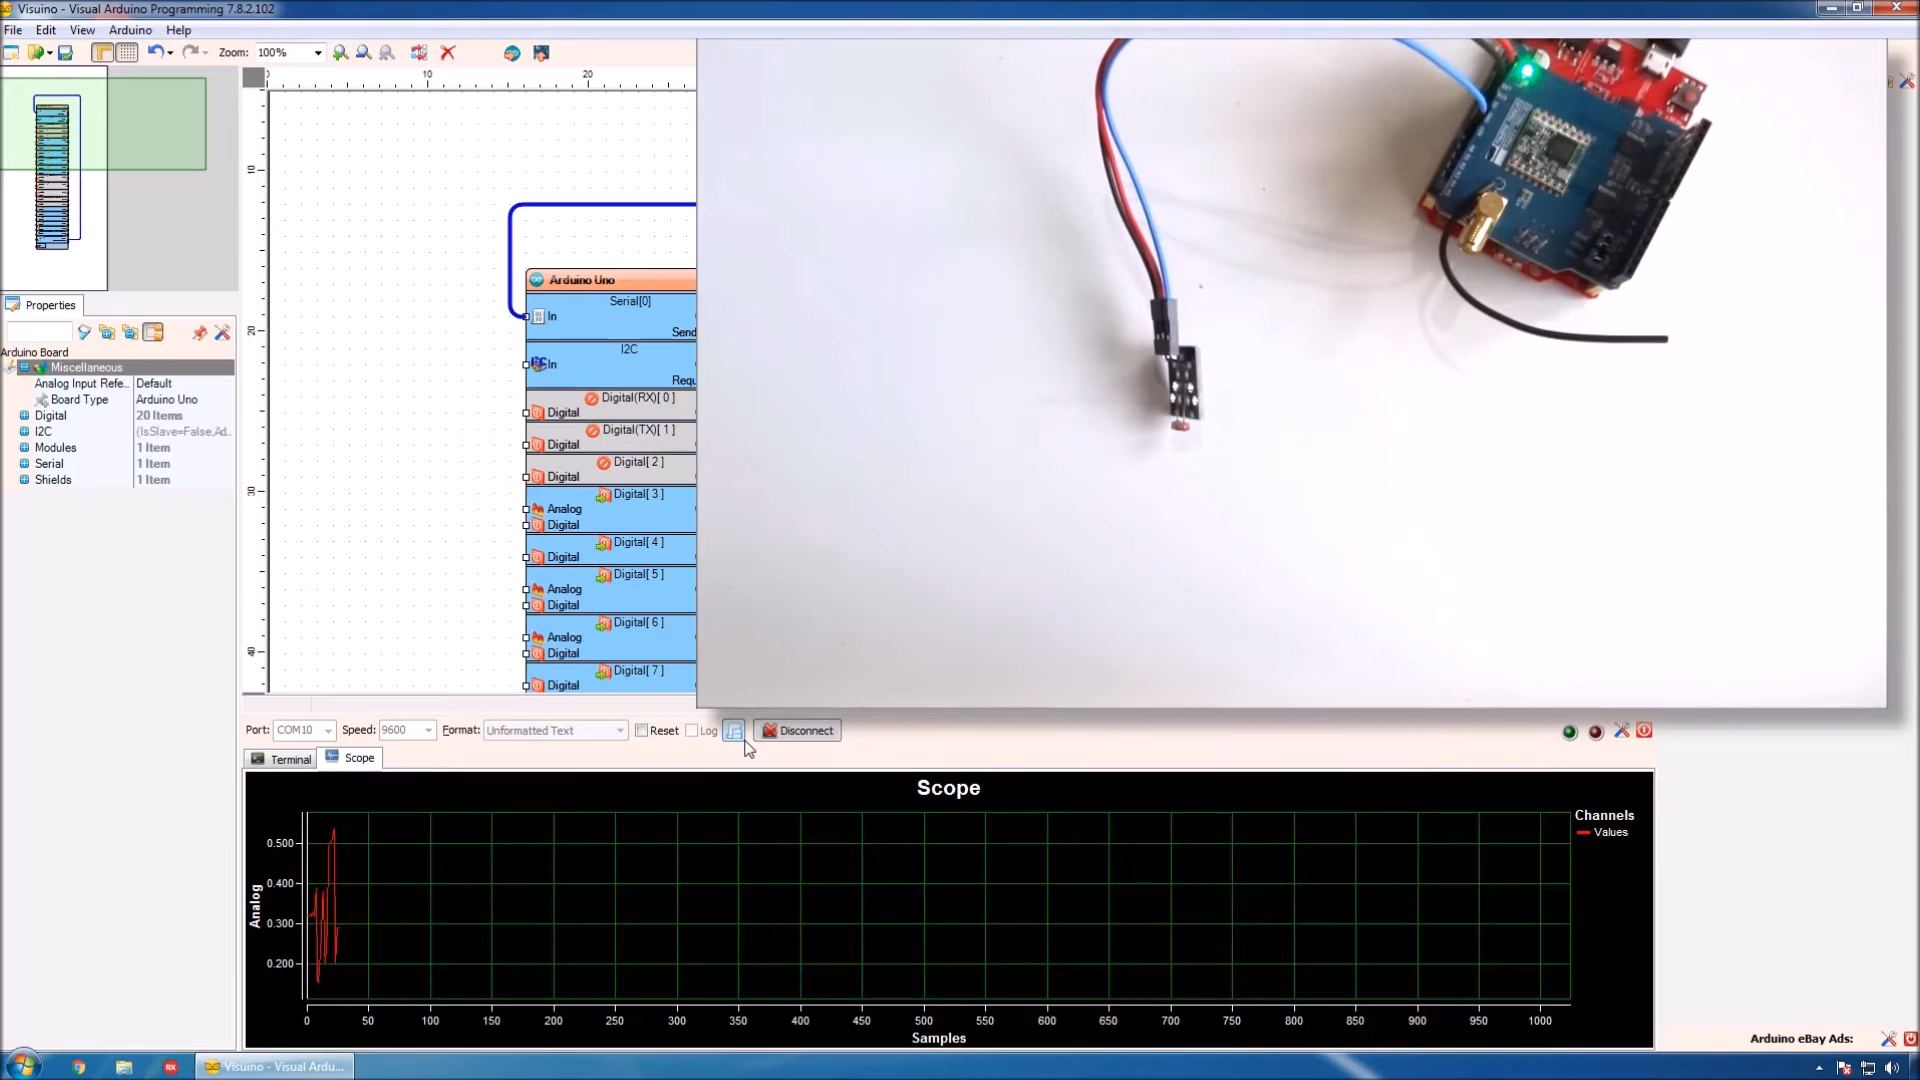 Visuino - Visual Arduino Programming 7.8.2.102
File Edit View Arduino Help
Zoom: 100%
0 10 20
10
20
30
40
Properties
Arduino Board
Miscellaneous
Analog Input Refe... Default
Board Type Arduino Uno
Digital 20 Items
I2C (IsSlave=False,Ad..
Modules 1 Item
Serial 1 Item
Shields 1 Item
Arduino Uno
Serial[0]
In
Send
I2C
In
Requ
Digital(RX)[ 0 ]
Digital
Digital(TX)[ 1 ]
Digital
Digital[ 2 ]
Digital
Digital[ 3 ]
Analog
Digital
Digital[ 4 ]
Digital
Digital[ 5 ]
Analog
Digital
Digital[ 6 ]
Analog
Digital
Digital[ 7 ]
Digital
Port: COM10 Speed: 9600 Format: Unformatted Text Reset Log Disconnect
Terminal Scope
Scope
Channels
Values
0.500
0.400
0.300
0.200
Analog
0 50 100 150 200 250 300 350 400 450 500 550 600 650 700 750 800 850 900 950 1000
Samples
Arduino eBay Ads:
RX
Visuino - Visual Ardu...